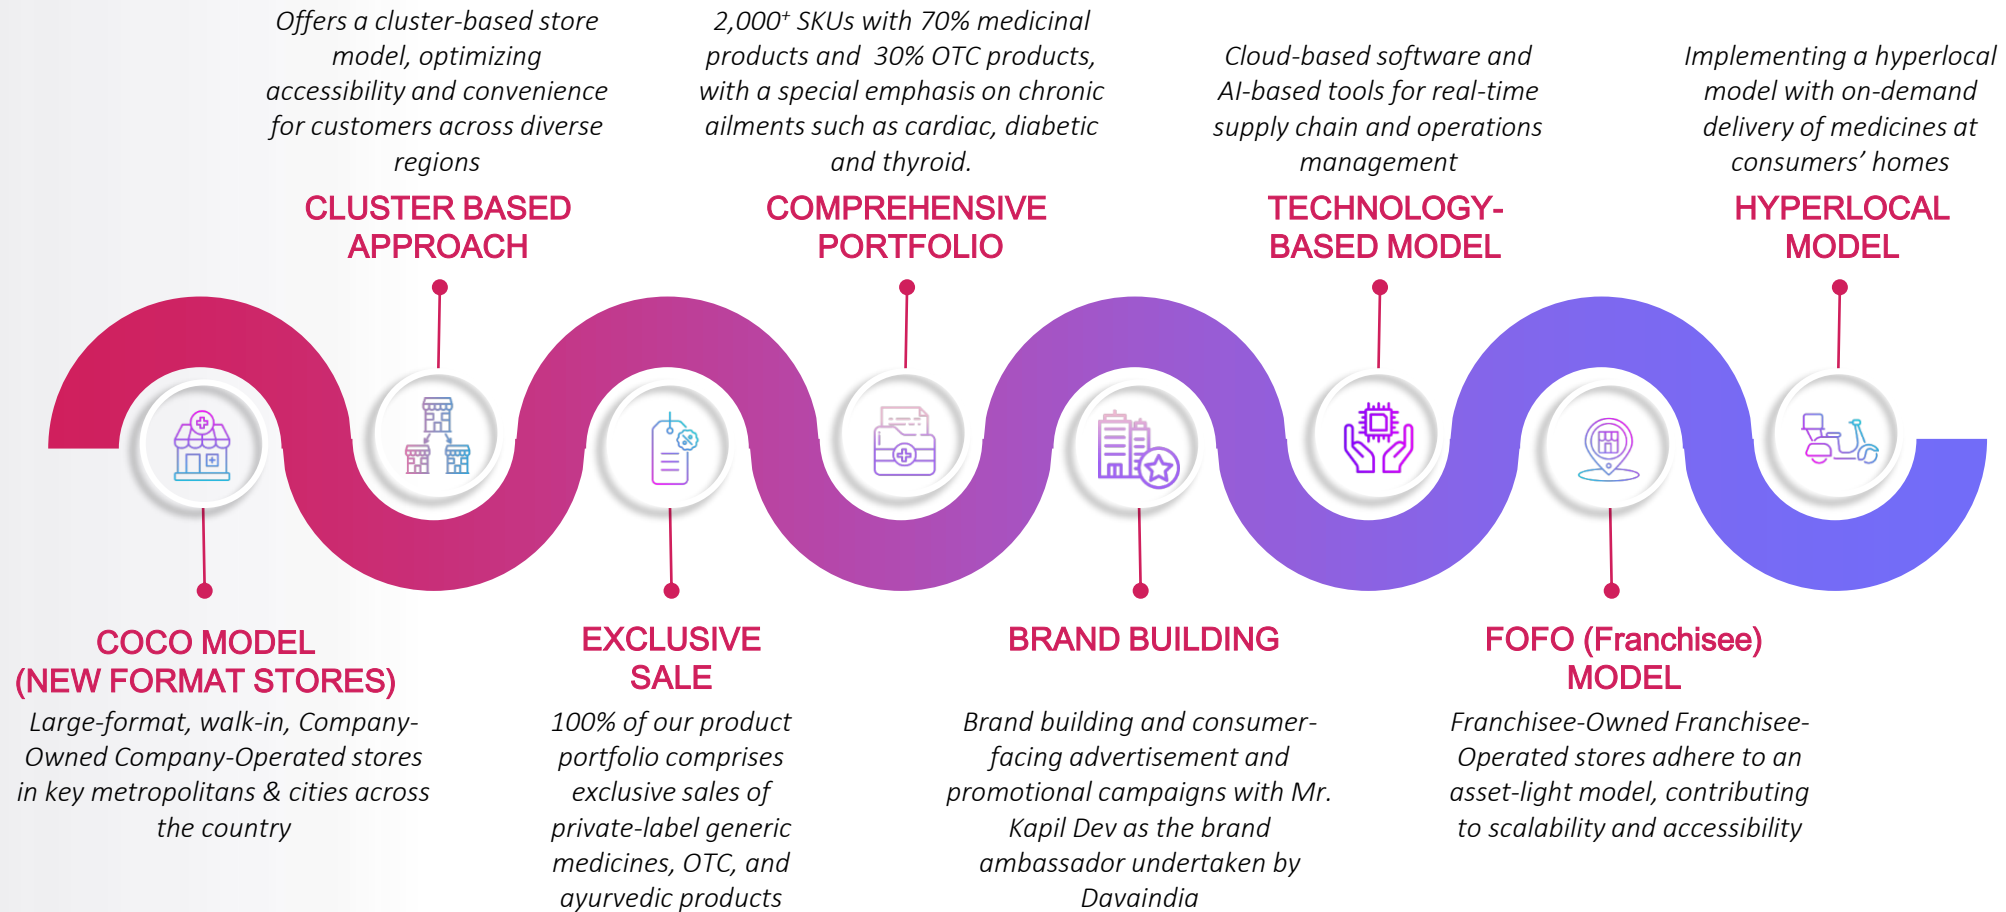 Offers a cluster-based store
model, optimizing
accessibility and convenience
for customers across diverse
regions
CLUSTER BASED
APPROACH
2,000+ SKUs with 70% medicinal
products and 30% OTC products,
with a special emphasis on chronic
ailments such as cardiac, diabetic
and thyroid.
COMPREHENSIVE
PORTFOLIO
Cloud-based software and
AI-based tools for real-time
supply chain and operations
management
TECHNOLOGY-
BASED MODEL
Implementing a hyperlocal
model with on-demand
delivery of medicines at
consumers’ homes
HYPERLOCAL
MODEL
COCO MODEL
(NEW FORMAT STORES)
Large-format, walk-in, Company-
Owned Company-Operated stores
in key metropolitans & cities across
the country
EXCLUSIVE
SALE
100% of our product
portfolio comprises
exclusive sales of
private-label generic
medicines, OTC, and
ayurvedic products
BRAND BUILDING
Brand building and consumer-
facing advertisement and
promotional campaigns with Mr.
Kapil Dev as the brand
ambassador undertaken by
Davaindia
FOFO (Franchisee)
MODEL
Franchisee-Owned Franchisee-
Operated stores adhere to an
asset-light model, contributing
to scalability and accessibility